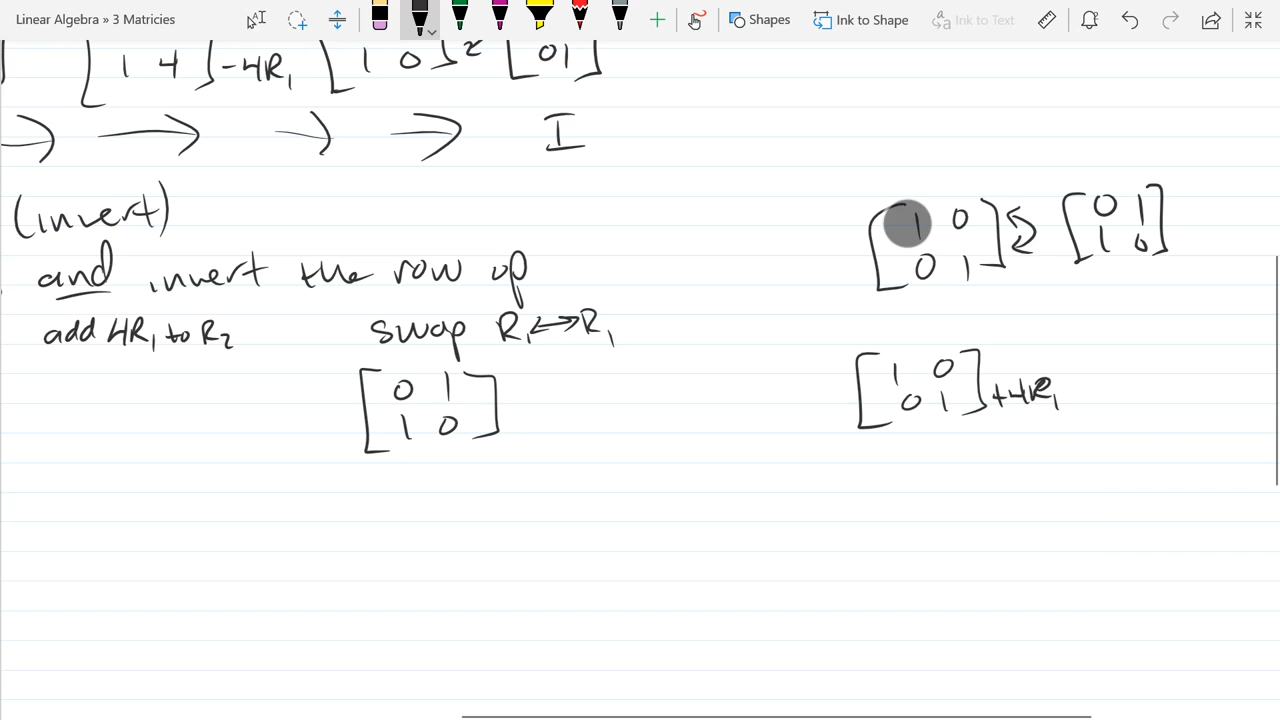 Linear Algebra » 3 Matricies
Shapes
Ink to Shape
Ink to Text
1 4 -4R1 1 0 2 0 1
→ → → → I
(invert)
and invert the row op
add 4R1 to R2 swap R1↔R1
0 1
1 0
1 0 0 1
0 1 1 0
1 0
0 1 +4R1